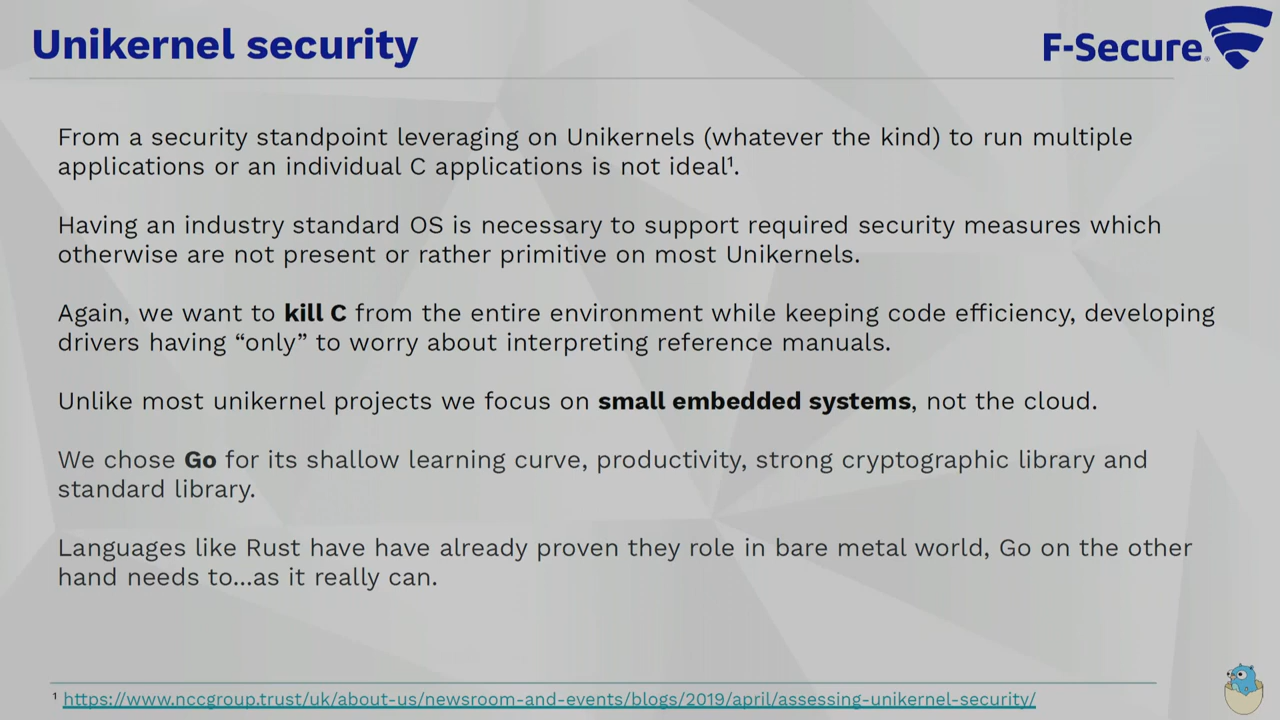 Unikernel security
F-Secure®
From a security standpoint leveraging on Unikernels (whatever the kind) to run multiple
applications or an individual C applications is not ideal¹.
Having an industry standard OS is necessary to support required security measures which
otherwise are not present or rather primitive on most Unikernels.
Again, we want to kill C from the entire environment while keeping code efficiency, developing
drivers having “only” to worry about interpreting reference manuals.
Unlike most unikernel projects we focus on small embedded systems, not the cloud.
We chose Go for its shallow learning curve, productivity, strong cryptographic library and
standard library.
Languages like Rust have have already proven they role in bare metal world, Go on the other
hand needs to...as it really can.
¹ https://www.nccgroup.trust/uk/about-us/newsroom-and-events/blogs/2019/april/assessing-unikernel-security/